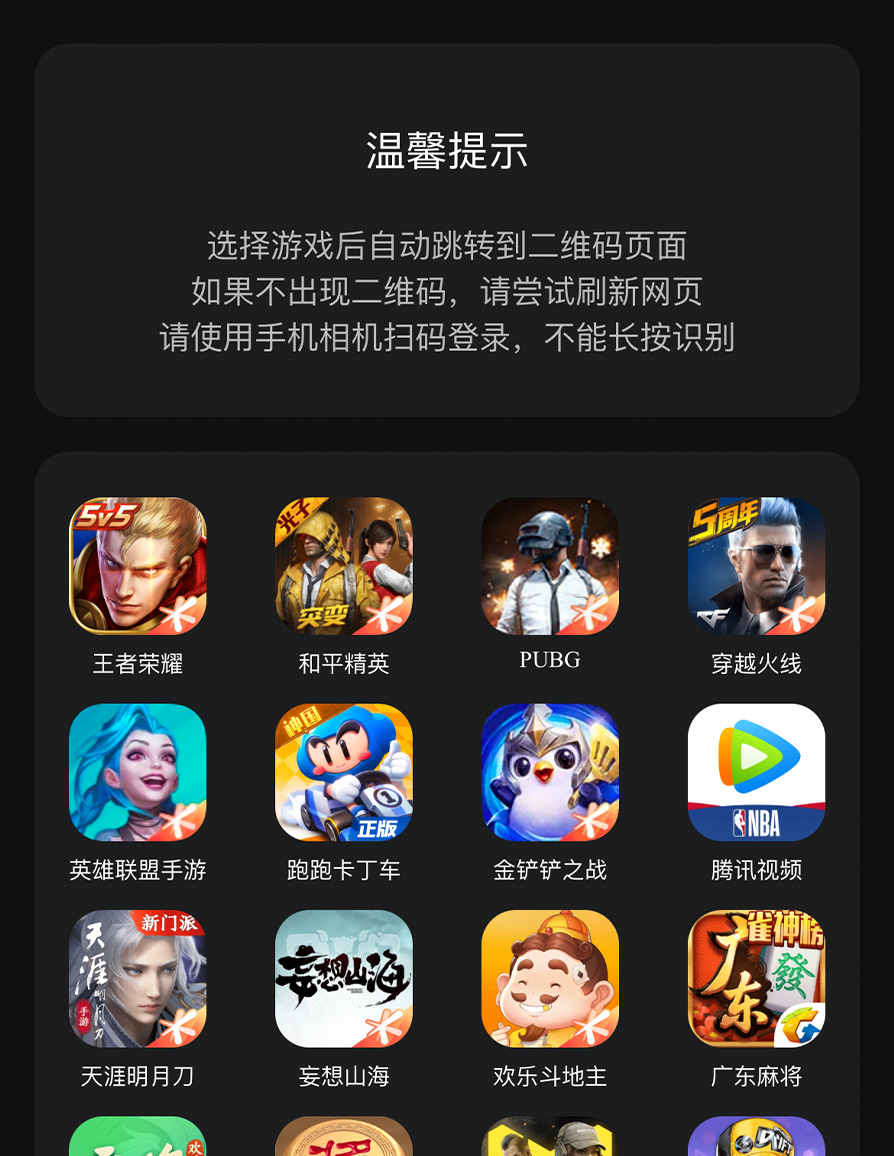 温馨提示
选择游戏后自动跳转到二维码页面
如果不出现二维码，请尝试刷新网页
请使用手机相机扫码登录，不能长按识别
5v5
光子
突变
5周年
CF
王者荣耀
和平精英
PUBG
穿越火线
神国
1
正版
NBA
英雄联盟手游
跑跑卡丁车
金铲铲之战
腾讯视频
新门派
天涯明月刀
手游
妄想山海
雀神榜
广东
發
天涯明月刀
妄想山海
欢乐斗地主
广东麻将
欢
DRIFT